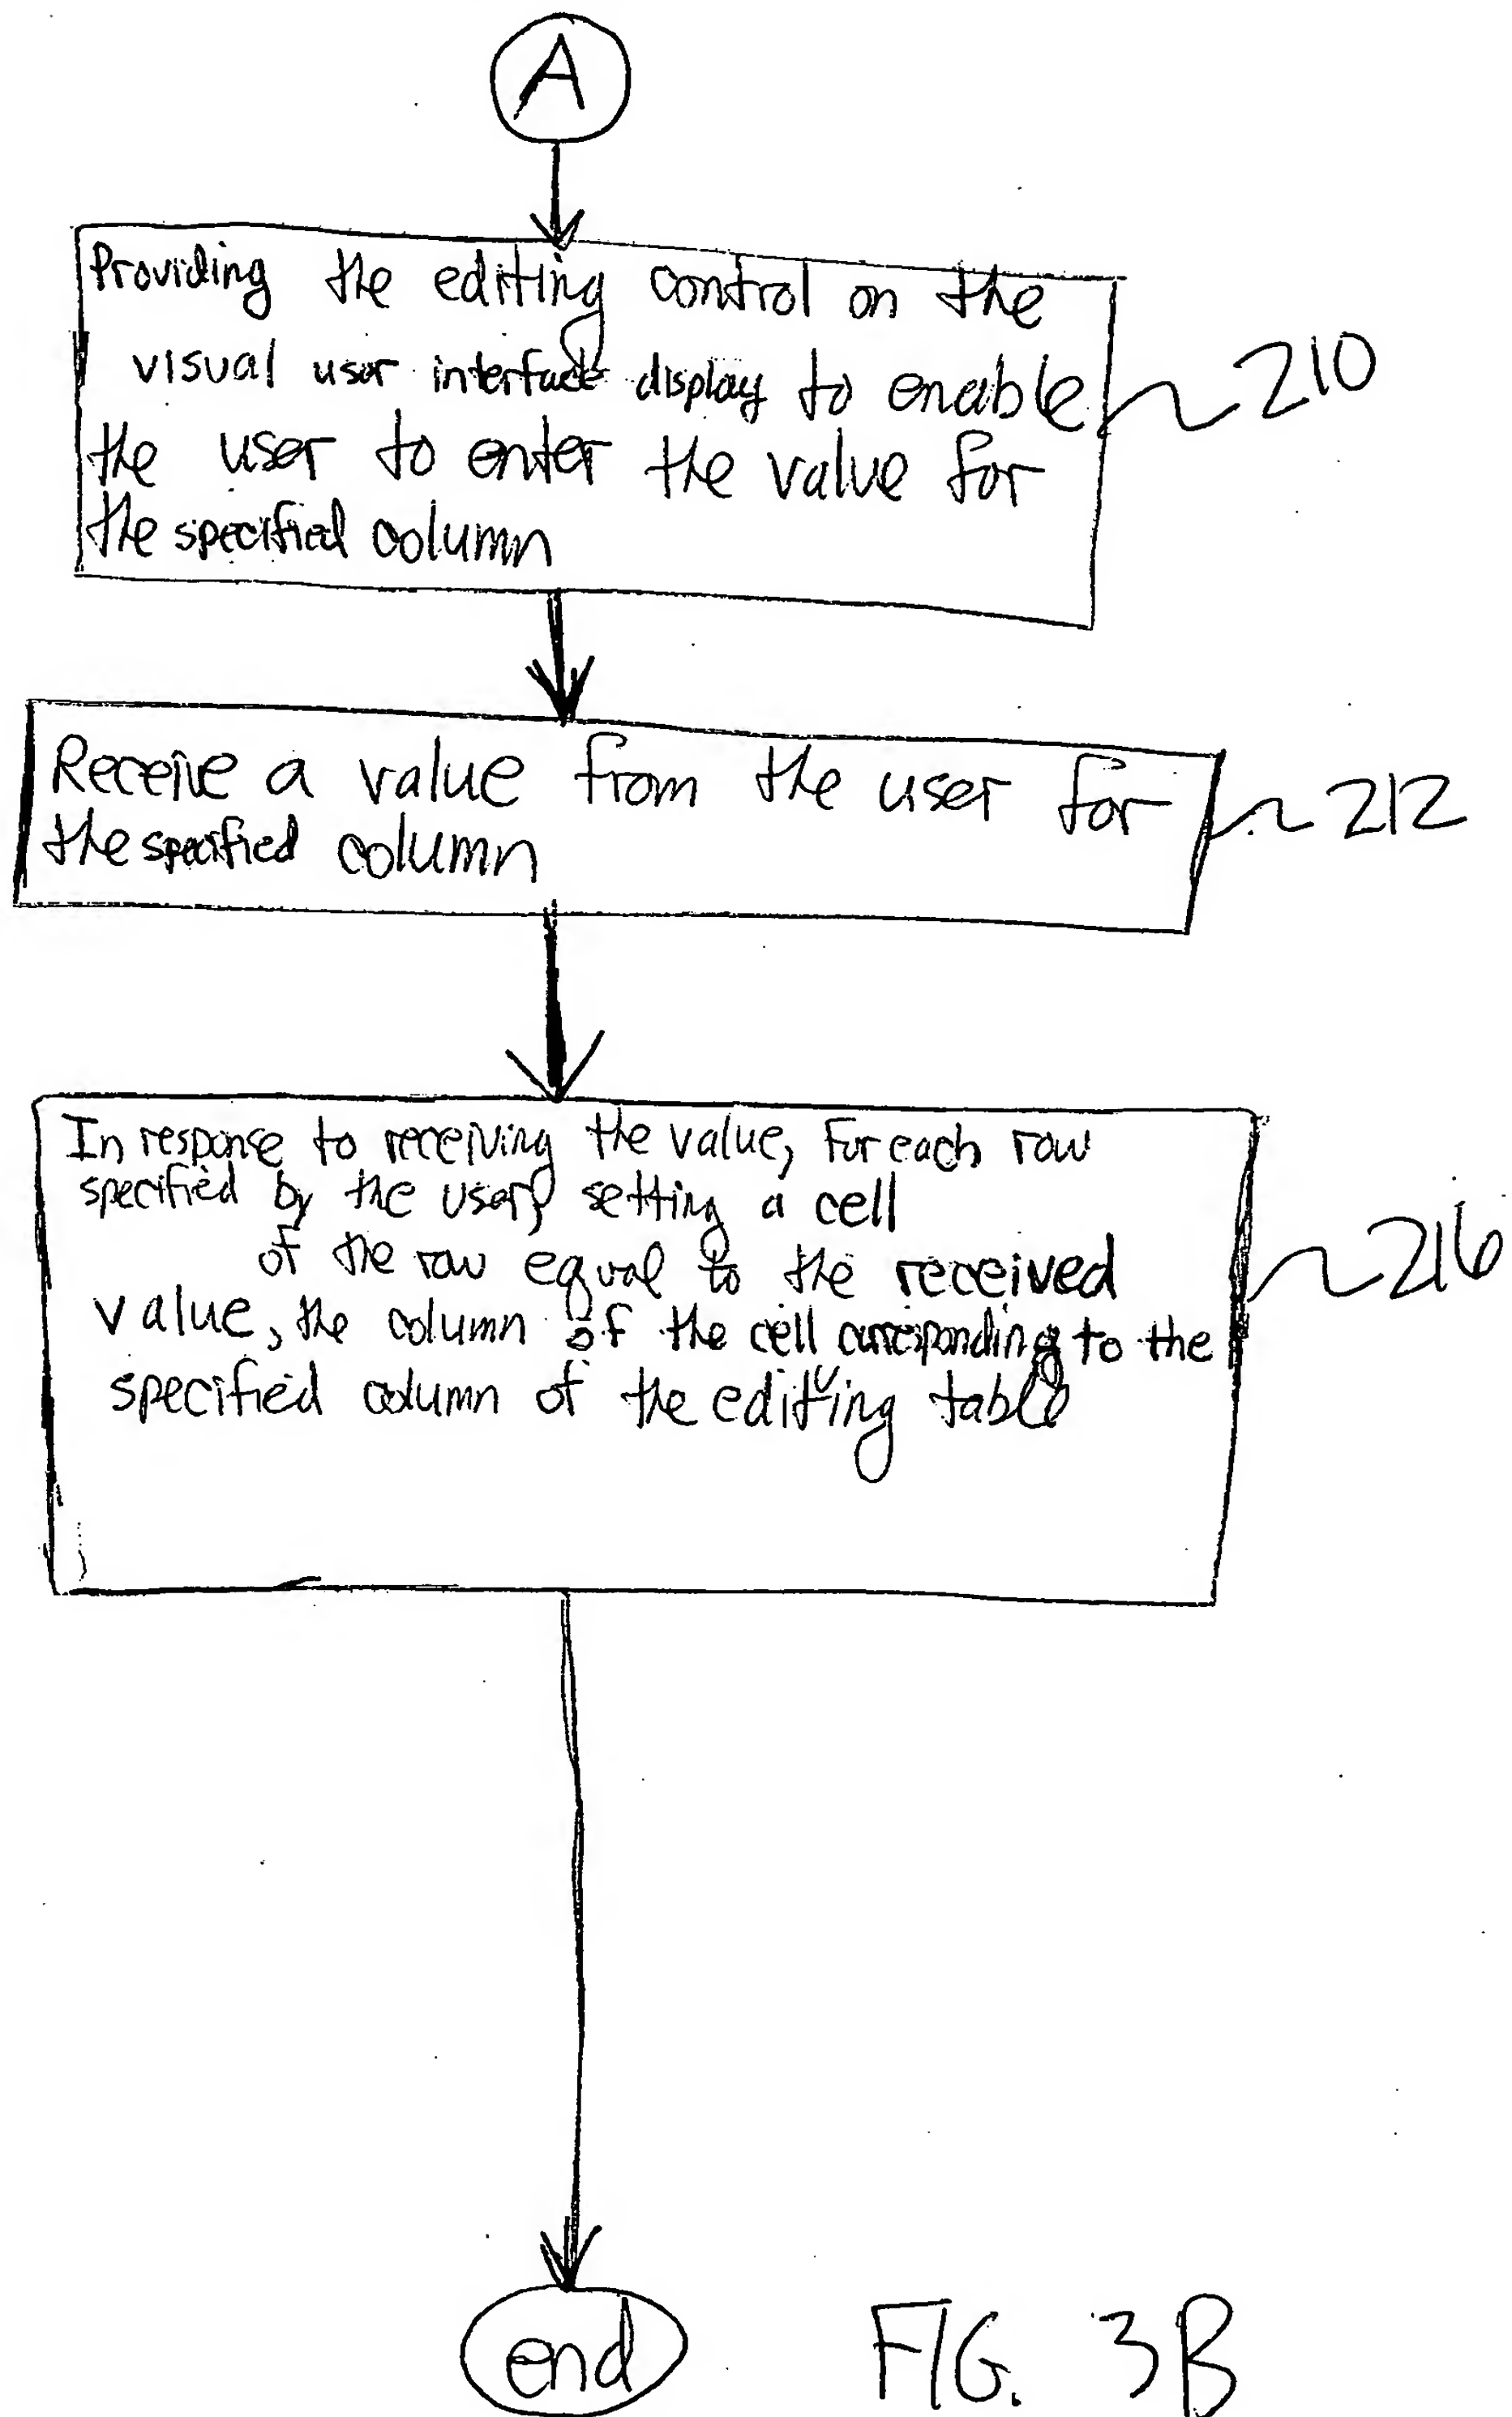 A
Providing the editing control on the
visual user interface display to enable
the user to enter the value for
the specified column
210
Receive a value from the user for
the specified column
212
In response to receiving the value, for each row
specified by the user, setting a cell
of the row equal to the received
value, the column of the cell corresponding to the
specified column of the editing table
216
end
FIG. 3B